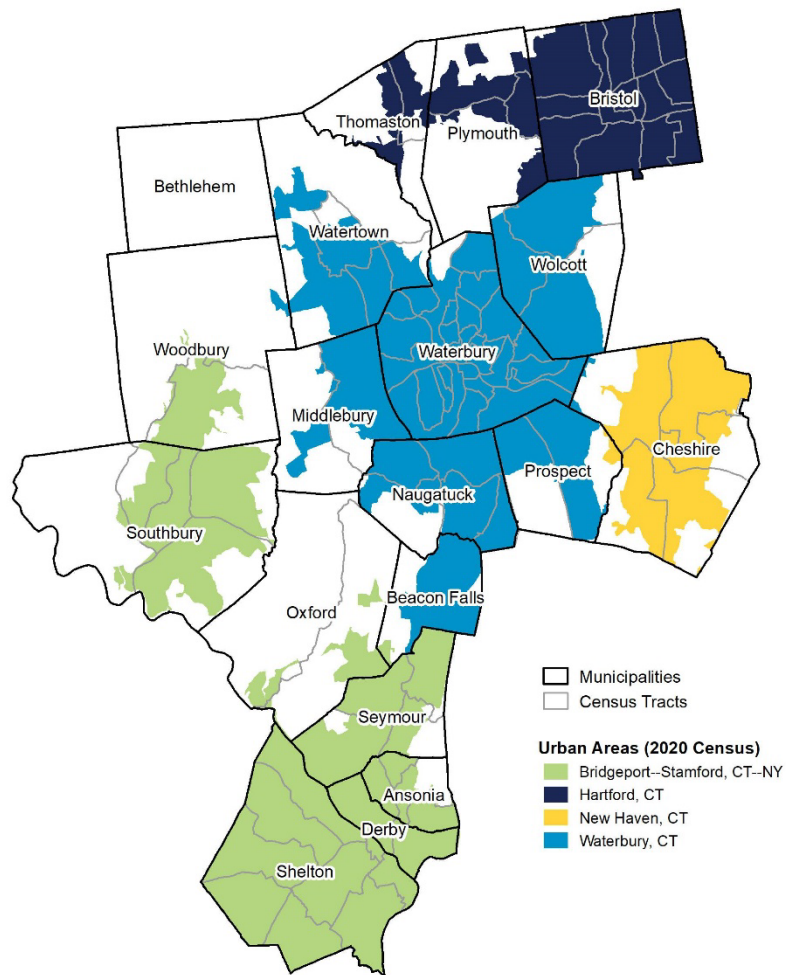 Bristol
Thomaston
Plymouth
Bethlehem
Watertown
Wolcott
Woodbury
Waterbury
Middlebury
Cheshire
Prospect
Naugatuck
Southbury
Beacon Falls
Oxford
Seymour
Ansonia
Derby
Shelton
Municipalities
Census Tracts
Urban Areas (2020 Census)
Bridgeport--Stamford, CT--NY
Hartford, CT
New Haven, CT
Waterbury, CT